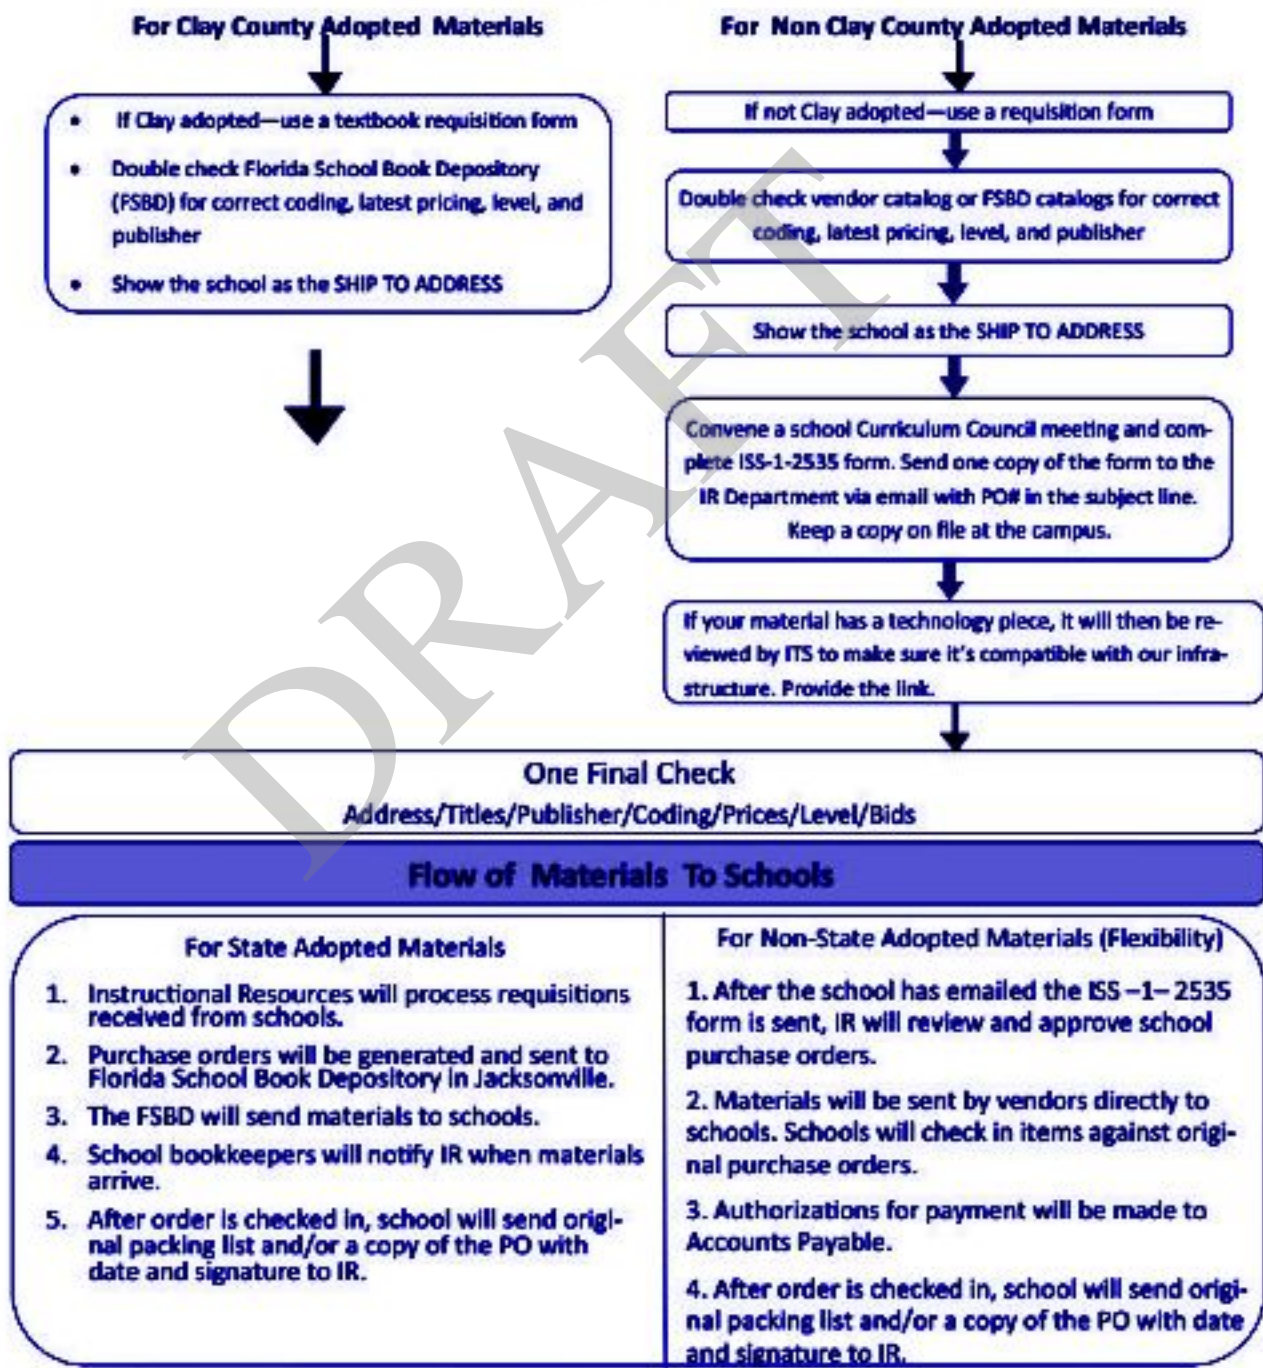 For Clay County Adopted Materials
• If Clay adopted—use a textbook requisition form
• Double check Florida School Book Depository
(FSBD) for correct coding, latest pricing, level, and
publisher
• Show the school as the SHIP TO ADDRESS
For Non Clay County Adopted Materials
If not Clay adopted—use a requisition form
Double check vendor catalog or FSBD catalogs for correct
coding, latest pricing, level, and publisher
Show the school as the SHIP TO ADDRESS
Convene a school Curriculum Council meeting and com-
plete ISS-1-2535 form. Send one copy of the form to the
IR Department via email with PO# in the subject line.
Keep a copy on file at the campus.
If your material has a technology piece, it will then be re-
viewed by ITS to make sure it's compatible with our infra-
structure. Provide the link.
DRAFT
One Final Check
Address/Titles/Publisher/Coding/Prices/Level/Bids
Flow of Materials To Schools
For State Adopted Materials
1. Instructional Resources will process requisitions
received from schools.
2. Purchase orders will be generated and sent to
Florida School Book Depository in Jacksonville.
3. The FSBD will send materials to schools.
4. School bookkeepers will notify IR when materials
arrive.
5. After order is checked in, school will send origi-
nal packing list and/or a copy of the PO with
date and signature to IR.
For Non-State Adopted Materials (Flexibility)
1. After the school has emailed the ISS –1– 2535
form is sent, IR will review and approve school
purchase orders.
2. Materials will be sent by vendors directly to
schools. Schools will check in items against origi-
nal purchase orders.
3. Authorizations for payment will be made to
Accounts Payable.
4. After order is checked in, school will send origi-
nal packing list and/or a copy of the PO with date
and signature to IR.